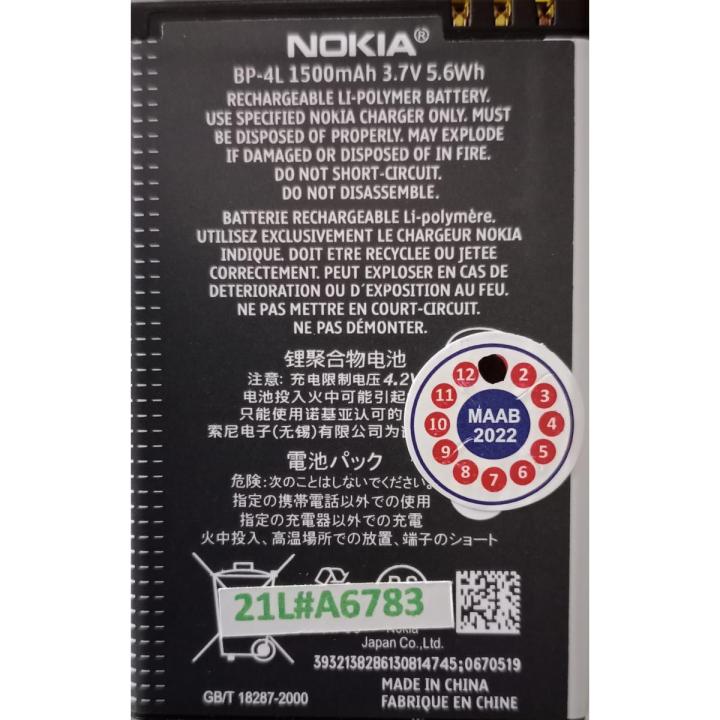 NOKIA®
BP-4L 1500mAh 3.7V 5.6Wh
RECHARGEABLE LI-POLYMER BATTERY.
USE SPECIFIED NOKIA CHARGER ONLY. MUST
BE DISPOSED OF PROPERLY. MAY EXPLODE
IF DAMAGED OR DISPOSED OF IN FIRE.
DO NOT SHORT-CIRCUIT.
DO NOT DISASSEMBLE.
BATTERIE RECHARGEABLE Li-polymère.
UTILISEZ EXCLUSIVEMENT LE CHARGEUR NOKIA
INDIQUE. DOIT ETRE RECYCLEE OU JETEE
CORRECTEMENT. PEUT EXPLOSER EN CAS DE
DETERIORATION OU D´EXPOSITION AU FEU.
NE PAS METTRE EN COURT-CIRCUIT.
NE PAS DÉMONTER.
锂聚合物电池
注意: 充电限制电压4.2V
电池投入火中可能引起
只能使用诺基亚认可的
索尼电子(无锡)有限公司为
電池パック
危険: 次のことはしないでください。
指定の携帯電話以外での使用
指定の充電器以外での充電
火中投入、高温場所での放置、端子のショート
12
2
3
4
5
6
7
8
9
10
11
MAAB
2022
21L#A6783
Nokia
Japan Co.,Ltd.
3932138286130814745;0670519
MADE IN CHINA
GB/T 18287-2000
FABRIQUE EN CHINE